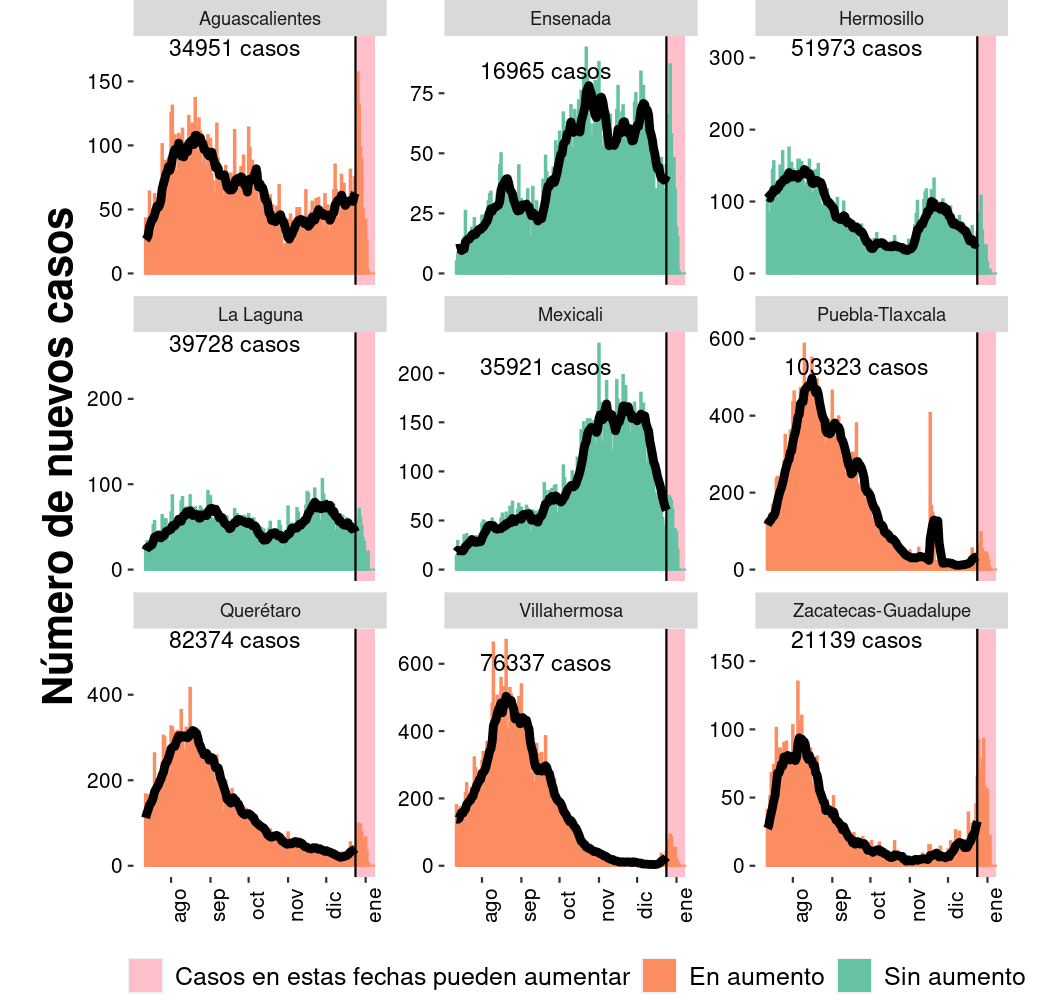 Número de nuevos casos
Aguascalientes
34951 casos
150
100
50
0
Ensenada
16965 casos
75
50
25
0
Hermosillo
51973 casos
300
200
100
0
La Laguna
39728 casos
200
100
0
Mexicali
35921 casos
200
150
100
50
0
Puebla-Tlaxcala
103323 casos
600
400
200
0
Querétaro
82374 casos
400
200
0
ago
sep
oct
nov
dic
ene
Villahermosa
76337 casos
600
400
200
0
ago
sep
oct
nov
dic
ene
Zacatecas-Guadalupe
21139 casos
150
100
50
0
ago
sep
oct
nov
dic
ene
Casos en estas fechas pueden aumentar
En aumento
Sin aumento